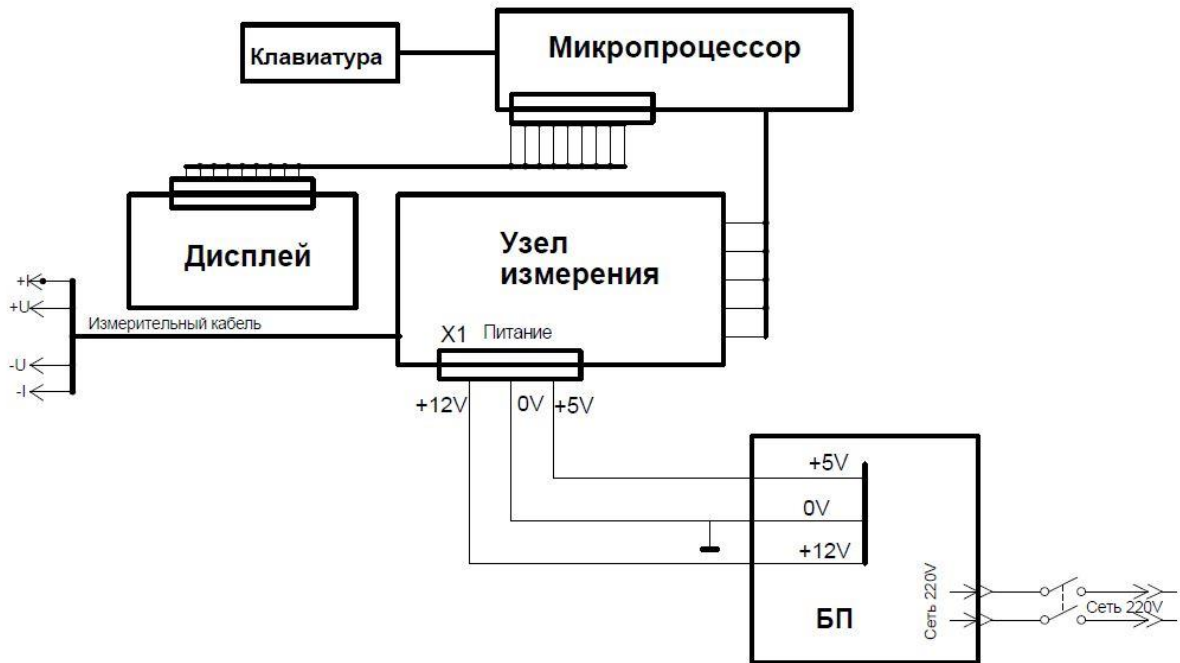 Клавиатура
Микропроцессор
Дисплей
Узел
измерения
+I
+U
Измерительный кабель
-U
-I
X1 Питание
+12V 0V +5V
+5V
0V
+12V
БП
Сеть 220V
Сеть 220V